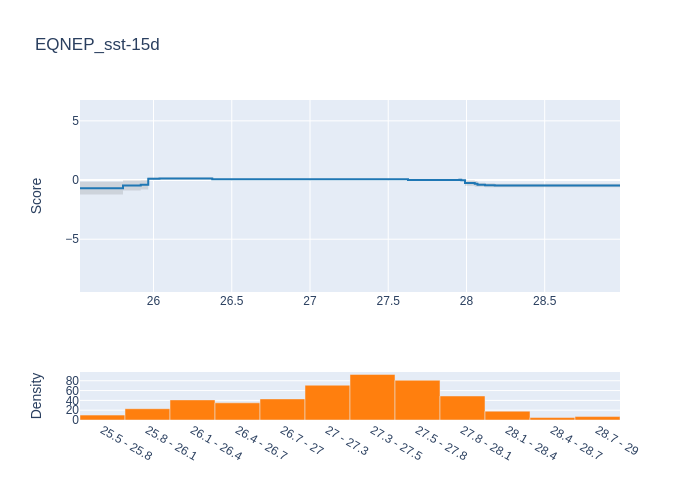 EQNEP_sst-15d
Score
5
0
−5
26
26.5
27
27.5
28
28.5
Density
80
60
40
20
0
25.5 - 25.8
25.8 - 26.1
26.1 - 26.4
26.4 - 26.7
26.7 - 27
27 - 27.3
27.3 - 27.5
27.5 - 27.8
27.8 - 28.1
28.1 - 28.4
28.4 - 28.7
28.7 - 29